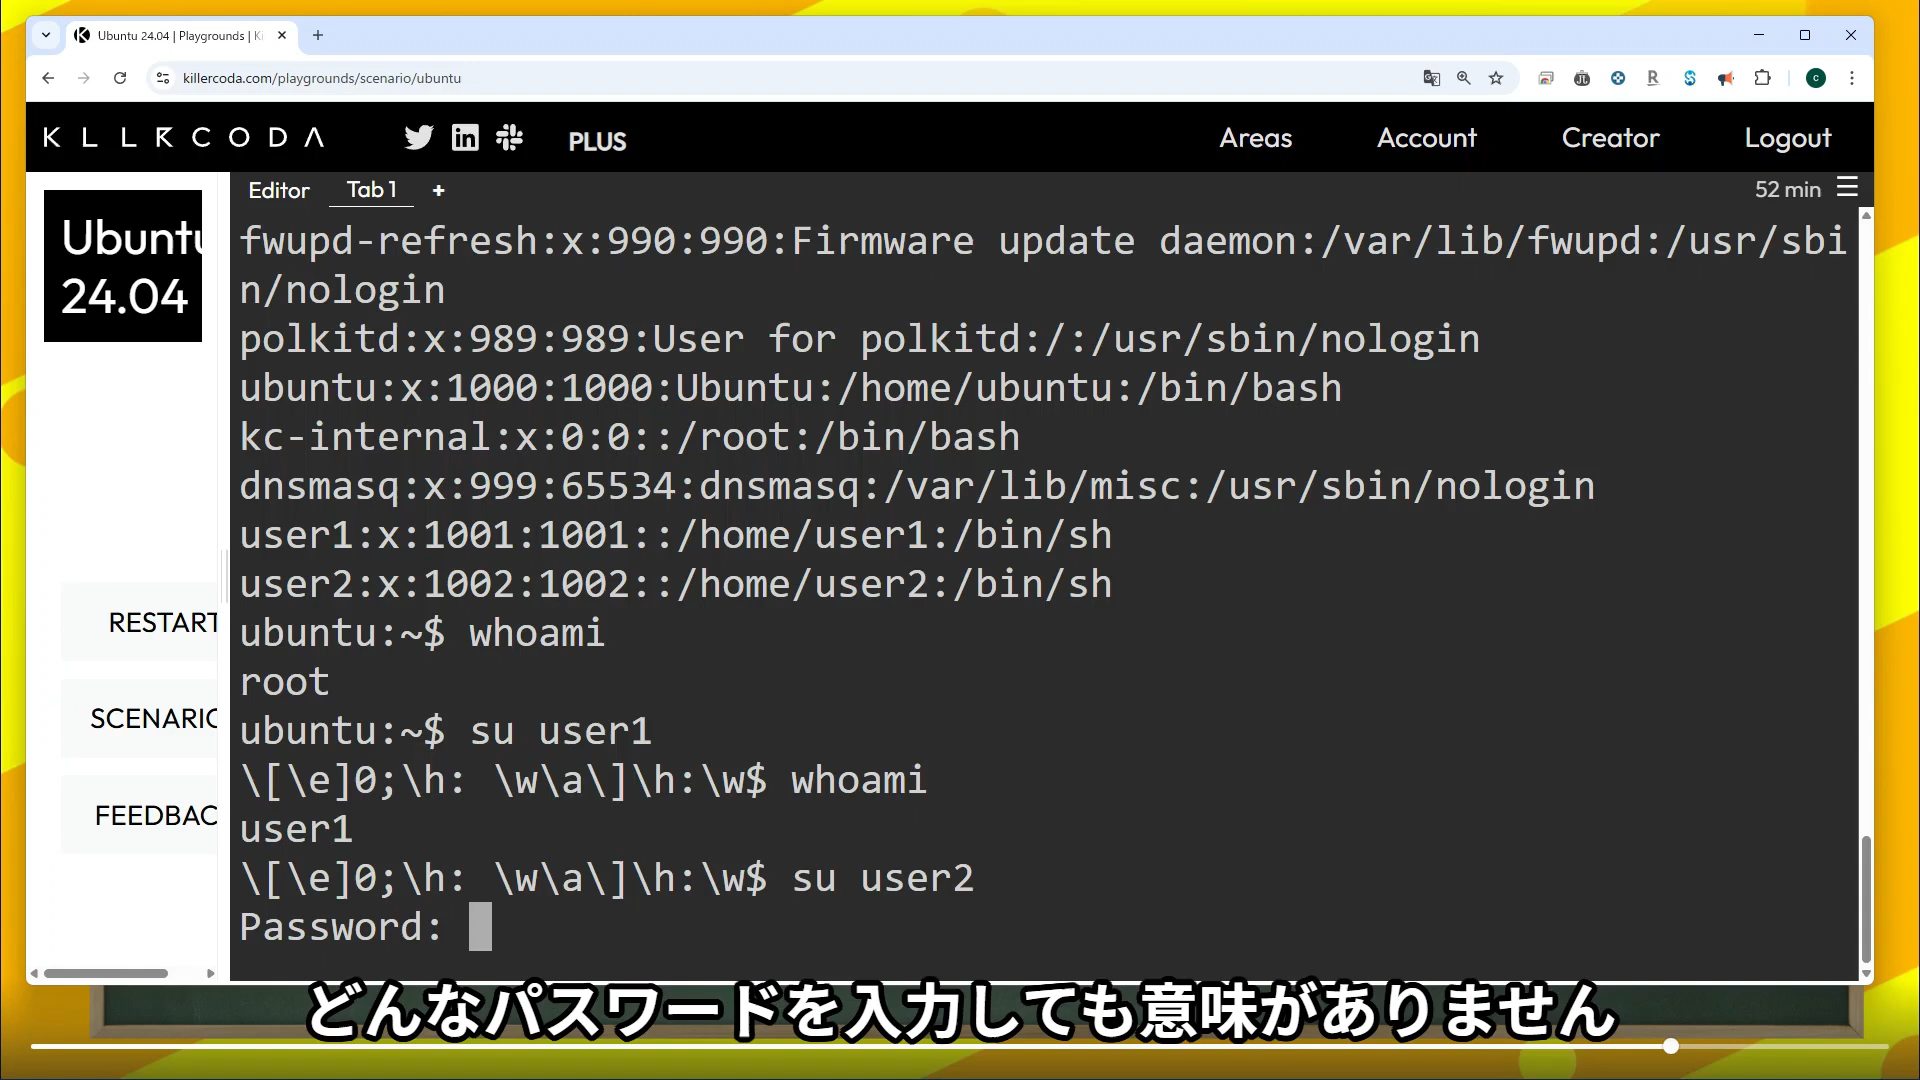 Ubuntu 24.04 | Playgrounds | Ki
killercoda.com/playgrounds/scenario/ubuntu
KLLRCODA
PLUS
Areas
Account
Creator
Logout
Editor
Tab 1
+
52 min
Ubuntu
24.04
RESTART
SCENARIO
FEEDBAC
fwupd-refresh:x:990:990:Firmware update daemon:/var/lib/fwupd:/usr/sbi
n/nologin
polkitd:x:989:989:User for polkitd:/:/usr/sbin/nologin
ubuntu:x:1000:1000:Ubuntu:/home/ubuntu:/bin/bash
kc-internal:x:0:0::/root:/bin/bash
dnsmasq:x:999:65534:dnsmasq:/var/lib/misc:/usr/sbin/nologin
user1:x:1001:1001::/home/user1:/bin/sh
user2:x:1002:1002::/home/user2:/bin/sh
ubuntu:~$ whoami
root
ubuntu:~$ su user1
\[\e]0;\h: \w\a\]\h:\w$ whoami
user1
\[\e]0;\h: \w\a\]\h:\w$ su user2
Password:
どんなパスワードを入力しても意味がありません